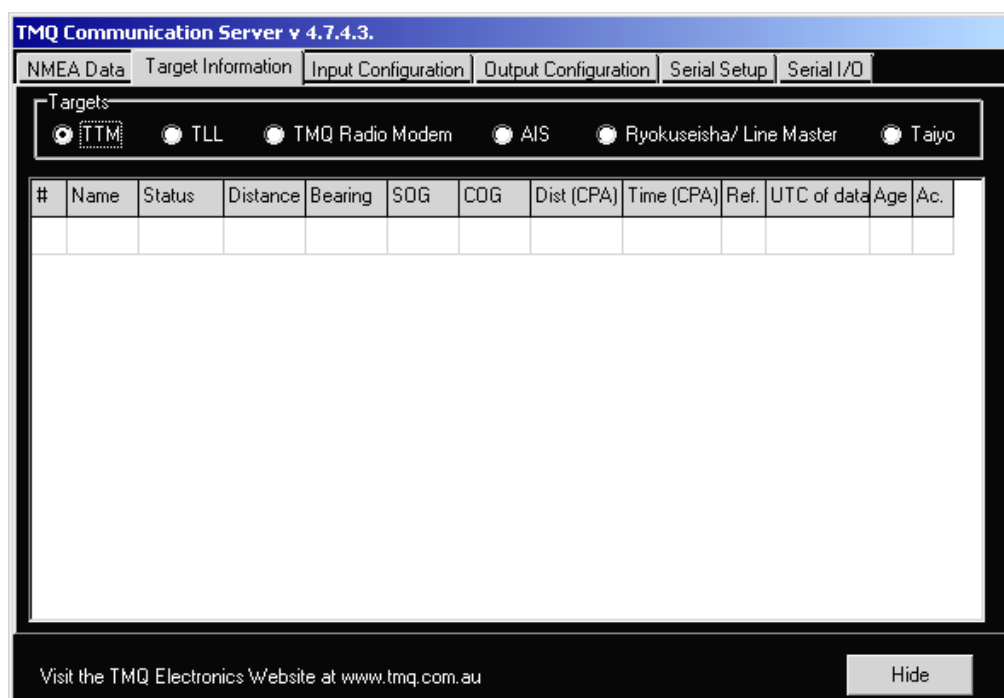 TMQ Communication Server v 4.7.4.3.
NMEA Data Target Information Input Configuration Output Configuration Serial Setup Serial I/O
Targets
TTM TLL TMQ Radio Modem AIS Ryokuseisha/ Line Master Taiyo
# Name Status Distance Bearing SOG COG Dist (CPA) Time (CPA) Ref. UTC of data Age Ac.
Visit the TMQ Electronics Website at www.tmq.com.au Hide